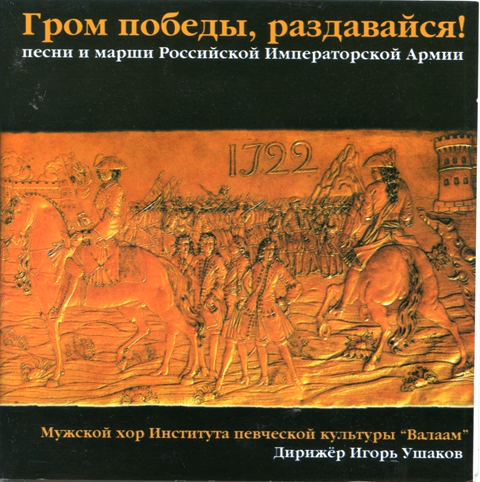 Гром победы, раздавайся!
песни и марши Российской Императорской Армии
1722
Мужской хор Института певческой культуры "Валаам"
Дирижёр Игорь Ушаков